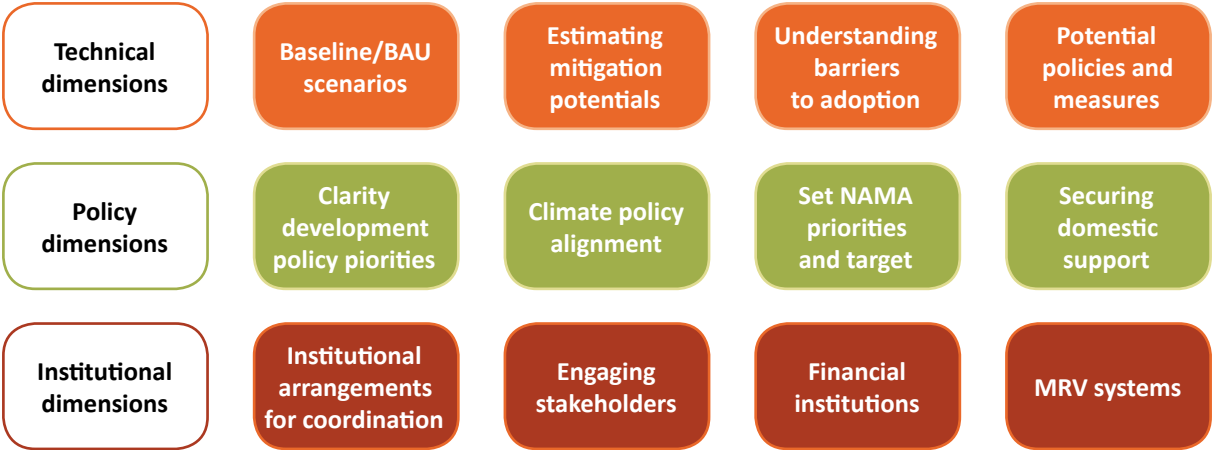 Technical
dimensions
Baseline/BAU
scenarios
Estimating
mitigation
potentials
Understanding
barriers
to adoption
Potential
policies and
measures
Policy
dimensions
Clarity
development
policy piorities
Climate policy
alignment
Set NAMA
priorities
and target
Securing
domestic
support
Institutional
dimensions
Institutional
arrangements
for coordination
Engaging
stakeholders
Financial
institutions
MRV systems